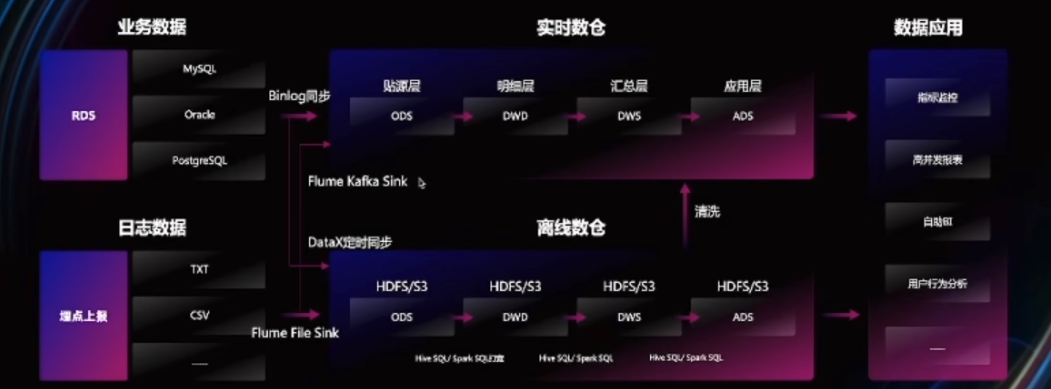 业务数据
实时数仓
数据应用
RDS
MySQL
Oracle
PostgreSQL
Binlog同步
贴源层
明细层
汇总层
应用层
ODS
DWD
DWS
ADS
指标监控
高并发报表
自助BI
用户行为分析
......
Flume Kafka Sink
清洗
日志数据
DataX定时同步
离线数仓
埋点上报
TXT
CSV
......
Flume File Sink
HDFS/S3
HDFS/S3
HDFS/S3
HDFS/S3
ODS
DWD
DWS
ADS
Hive SQL/ Spark SQL
Hive SQL/ Spark SQL
Hive SQL/ Spark SQL